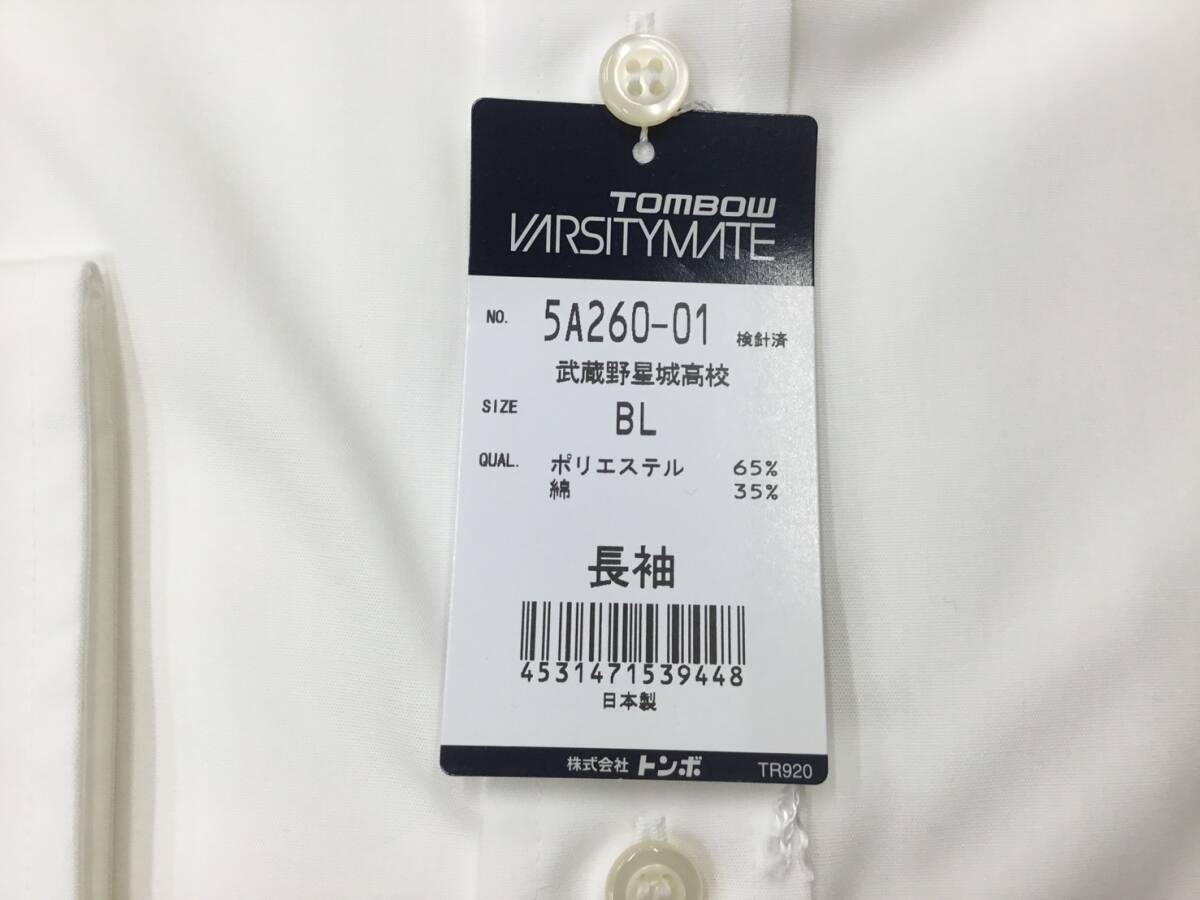 TOMBOW
VARSITYMATE
NO. 5A260-01 検針済
武蔵野星城高校
SIZE BL
QUAL. ポリエステル 65%
綿 35%
長袖
4531471539448
日本製
株式会社 トンボ TR920